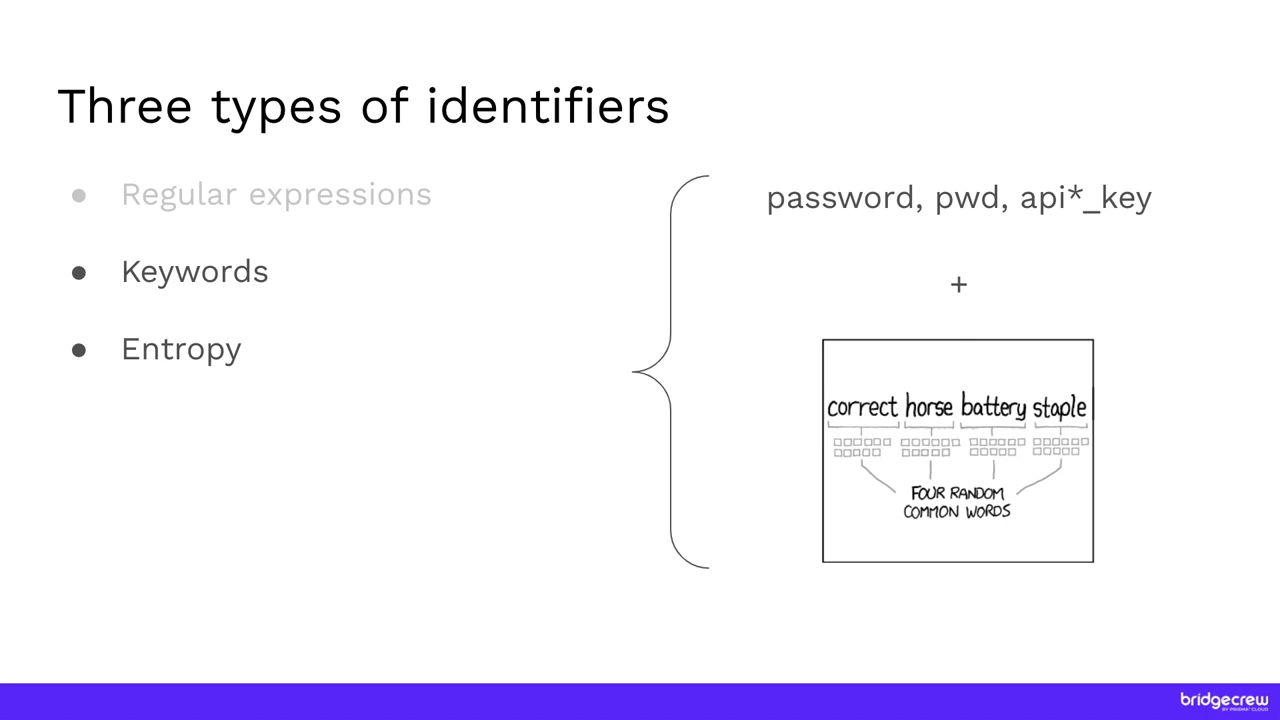 Three types of identifiers
● Regular expressions
● Keywords
● Entropy
password, pwd, api*_key
+
correct horse battery staple
FOUR RANDOM
COMMON WORDS
bridgecrew
BY PRISMA® CLOUD